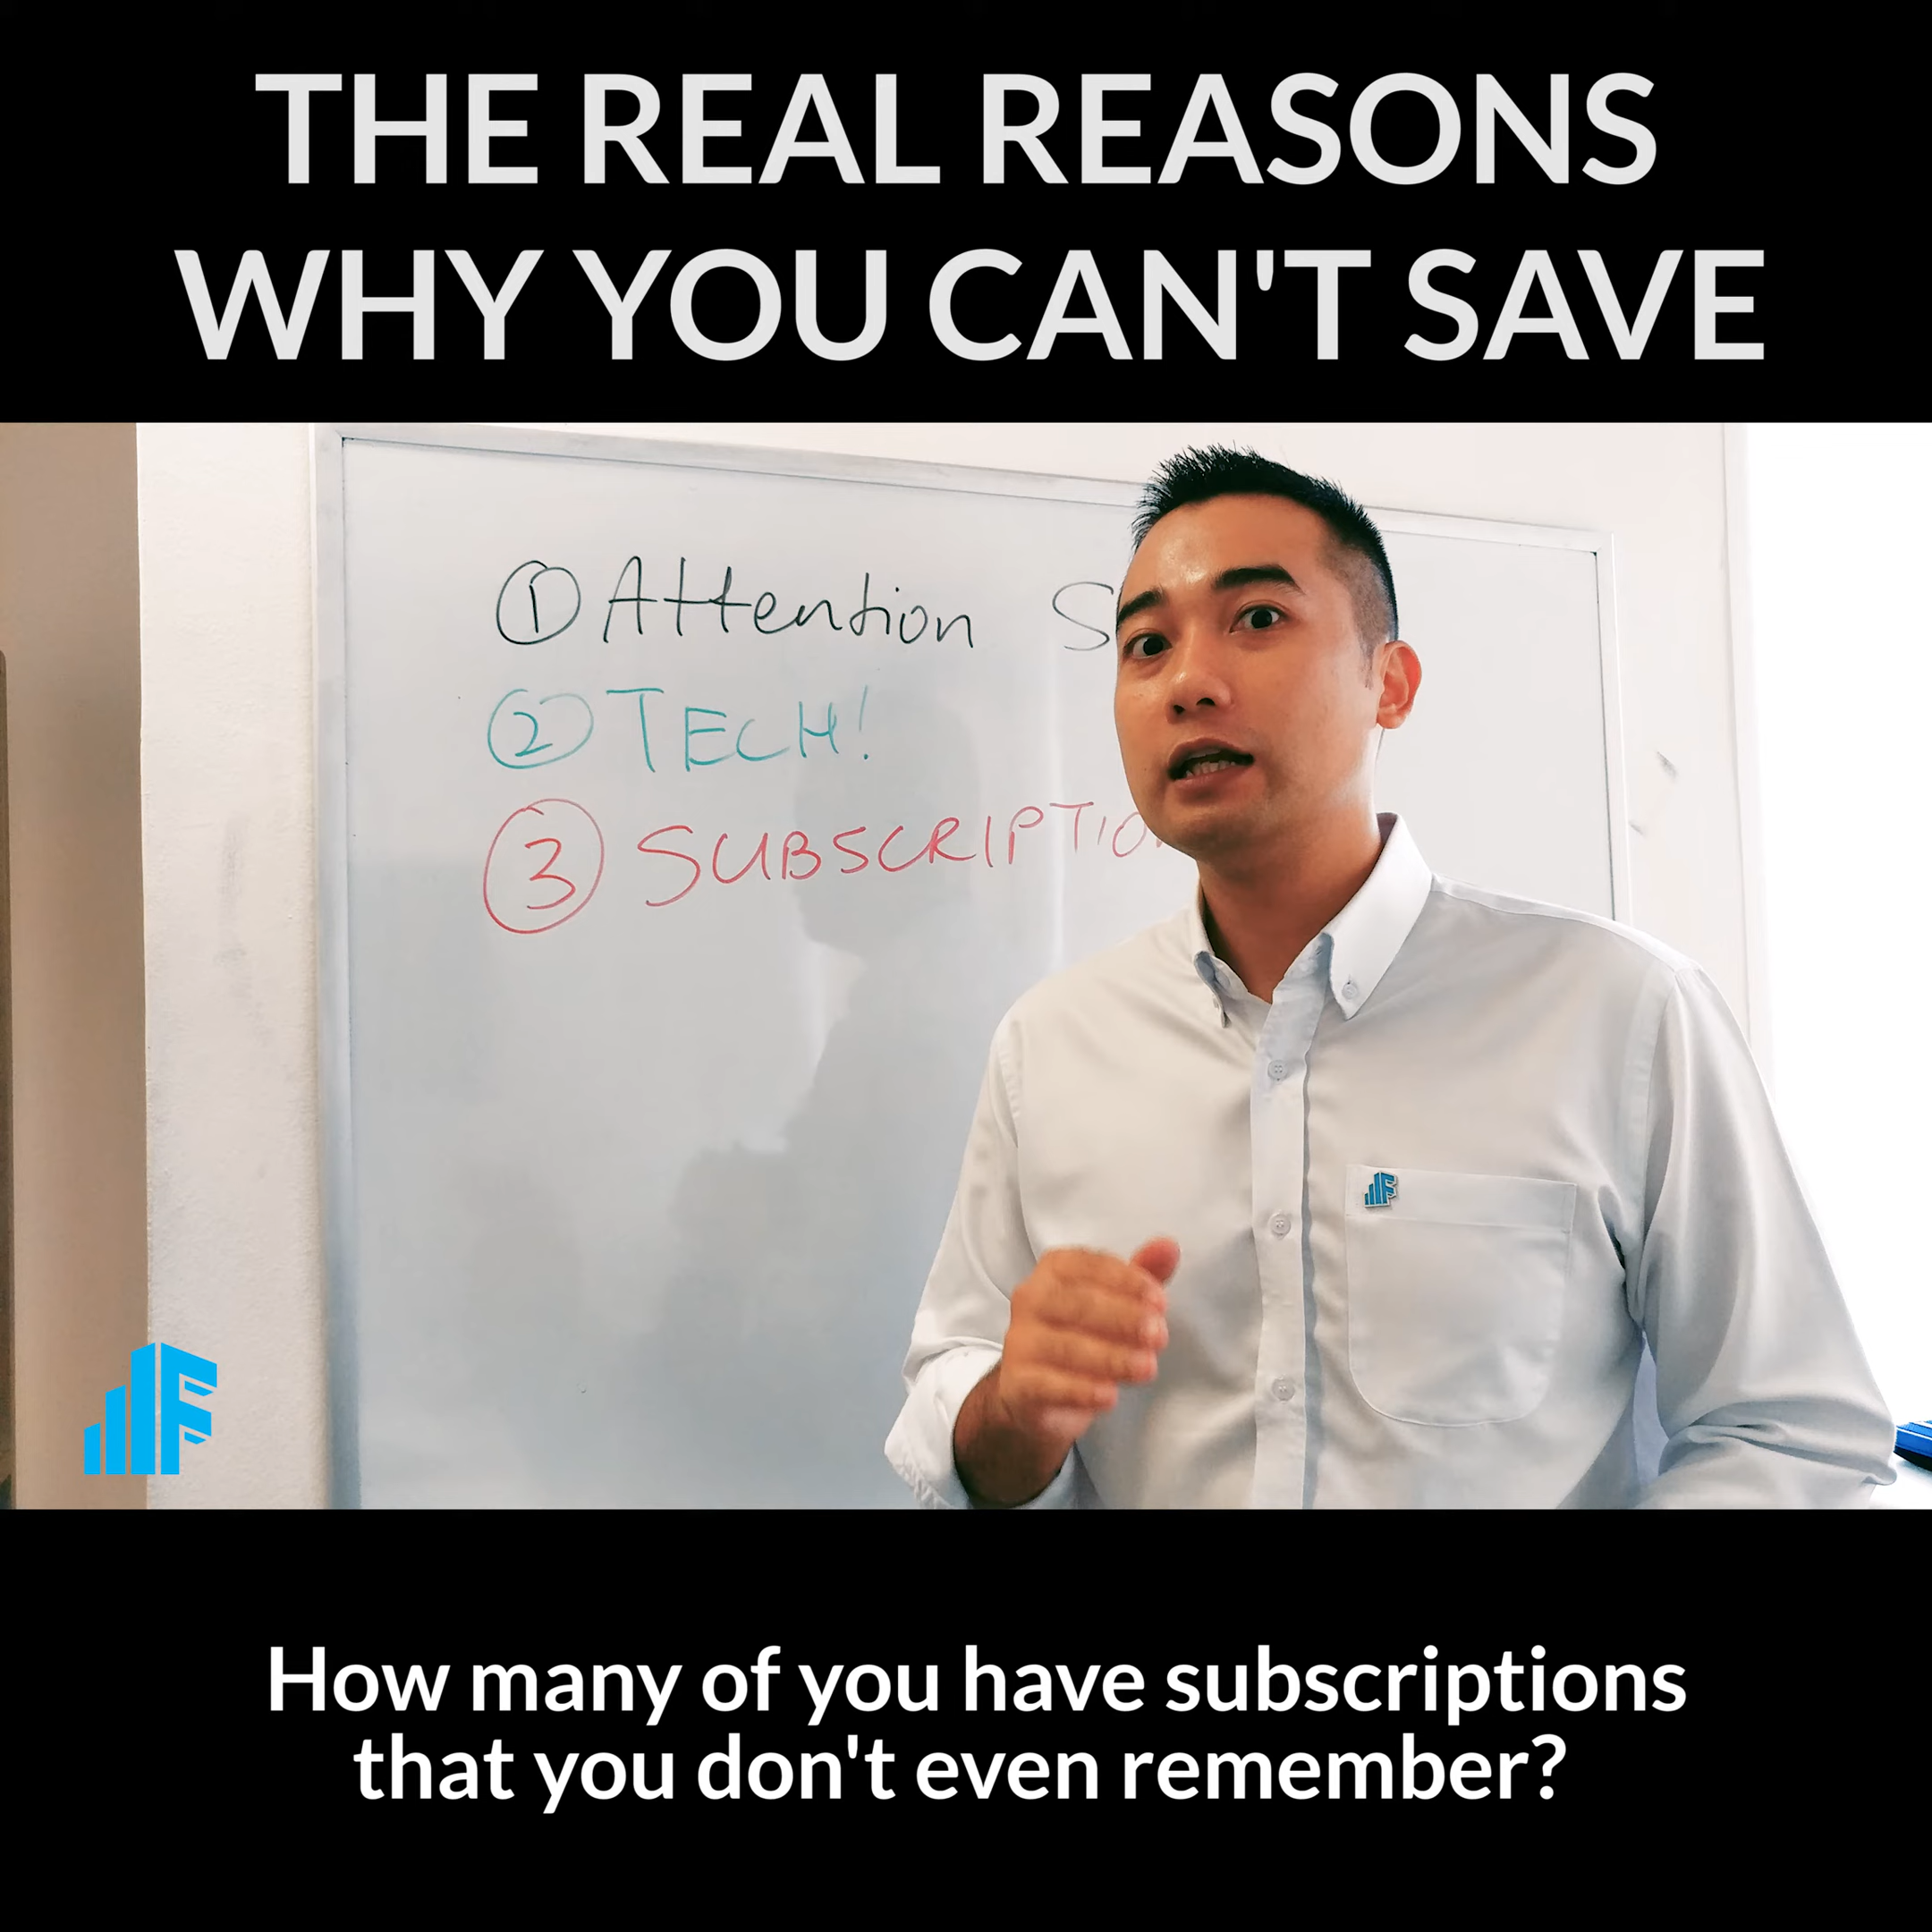 THE REAL REASONS
WHY YOU CAN'T SAVE
① Attention
② TECH!
③ SUBSCRIPTIO
F
F
How many of you have subscriptions
that you don't even remember?